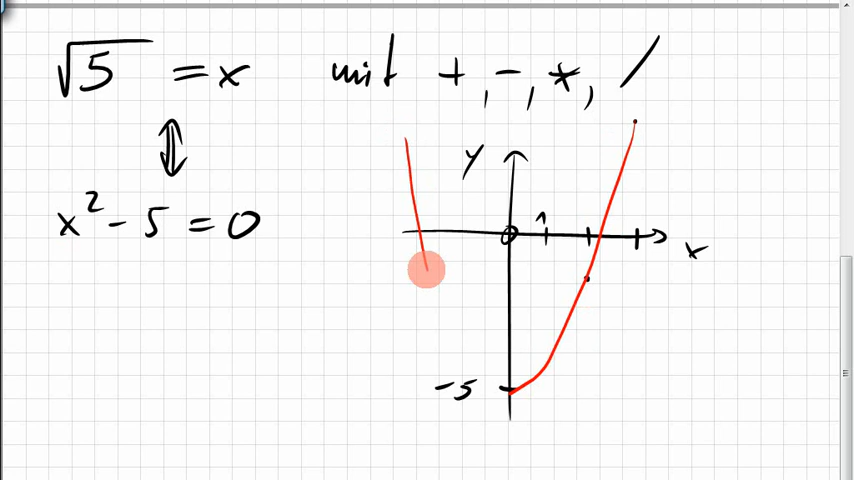 √5 = x mit +, -, *, /
⇕
x² - 5 = 0
y
1
x
-5